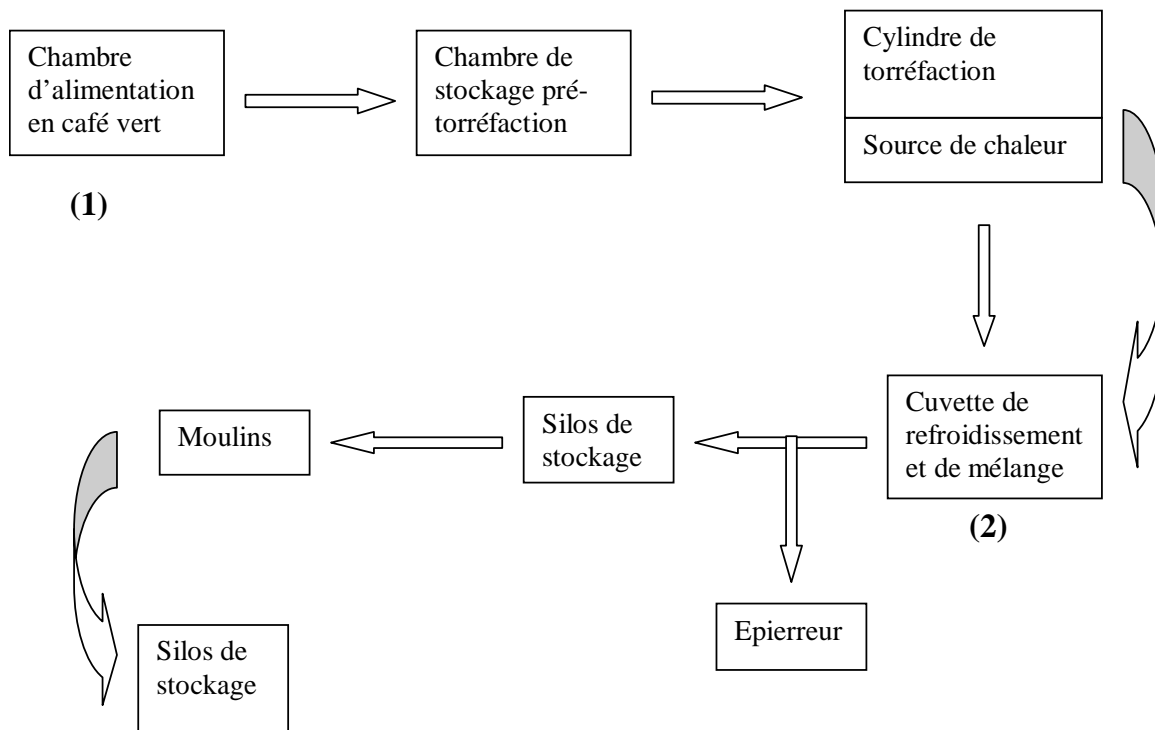 Chambre
d’alimentation
en café vert
(1)
Chambre de
stockage pré-
torréfaction
Cylindre de
torréfaction
Source de chaleur
Cuvette de
refroidissement
et de mélange
(2)
Silos de
stockage
Moulins
Epierreur
Silos de
stockage